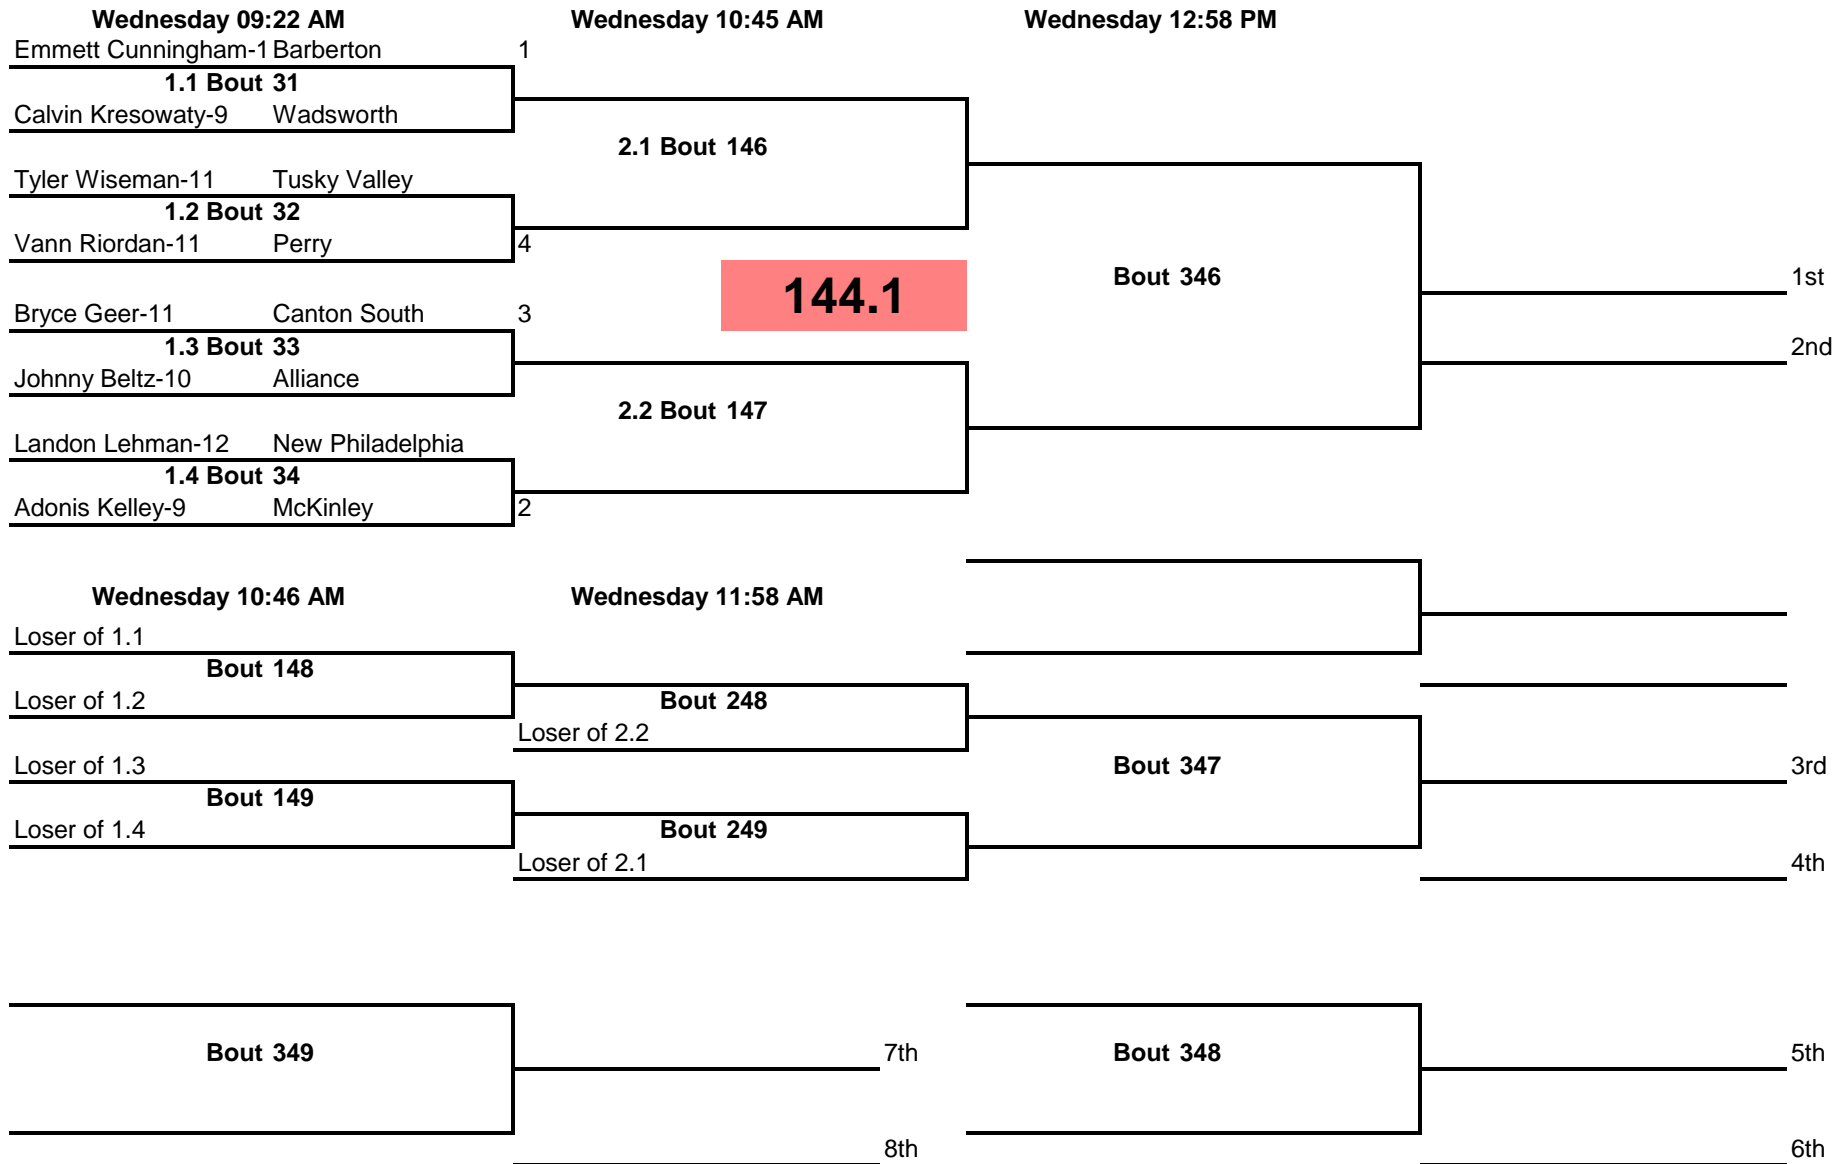 Wednesday 09:22 AM Wednesday 10:45 AM Wednesday 12:58 PM
Emmett Cunningham-1 Barberton 1
1.1 Bout 31
Calvin Kresowaty-9 Wadsworth
2.1 Bout 146
Tyler Wiseman-11 Tusky Valley
1.2 Bout 32
Vann Riordan-11 Perry 4
144.1
Bout 346 1st
Bryce Geer-11 Canton South 3
1.3 Bout 33 2nd
Johnny Beltz-10 Alliance
2.2 Bout 147
Landon Lehman-12 New Philadelphia
1.4 Bout 34
Adonis Kelley-9 McKinley 2
Wednesday 10:46 AM Wednesday 11:58 AM
Loser of 1.1
Bout 148
Loser of 1.2 Bout 248
Loser of 2.2
Loser of 1.3 Bout 347 3rd
Bout 149
Loser of 1.4 Bout 249
Loser of 2.1 4th
Bout 349 7th Bout 348 5th
8th 6th